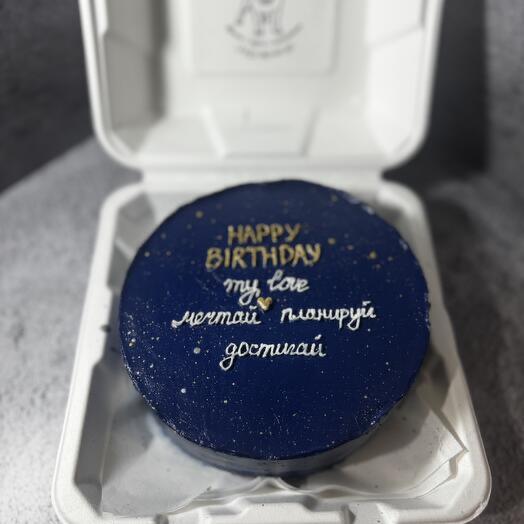 HAPPY
BIRTHDAY
my love
мечтай планируй
достигай